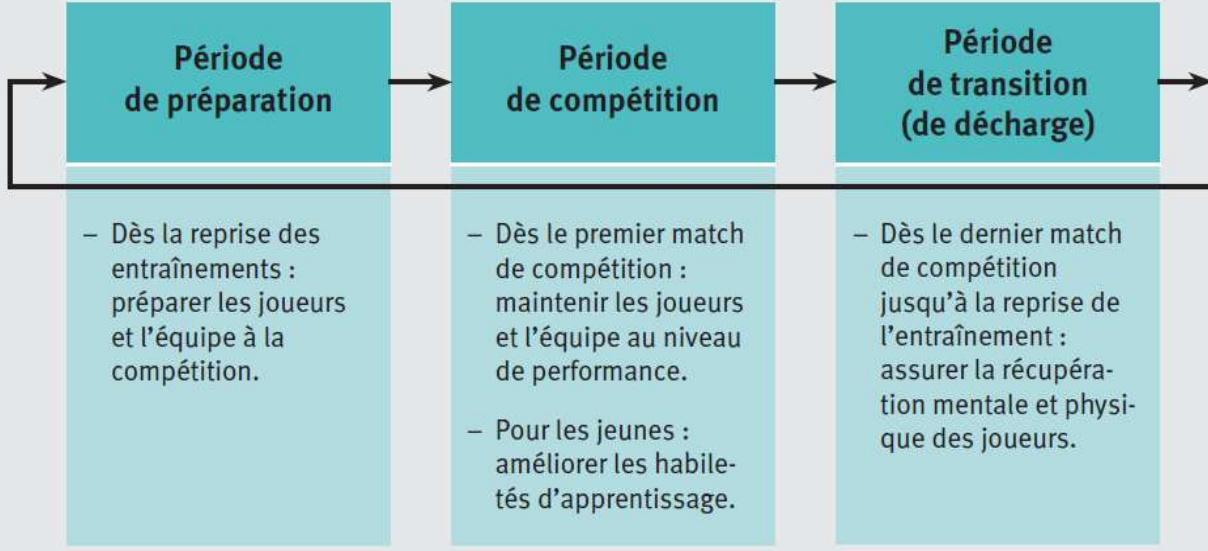 Période
de préparation
Période
de compétition
Période
de transition
(de décharge)
– Dès la reprise des
entraînements :
préparer les joueurs
et l’équipe à la
compétition.
– Dès le premier match
de compétition :
maintenir les joueurs
et l’équipe au niveau
de performance.
– Pour les jeunes :
améliorer les habile-
tés d’apprentissage.
– Dès le dernier match
de compétition
jusqu’à la reprise de
l’entraînement :
assurer la récupéra-
tion mentale et physi-
que des joueurs.